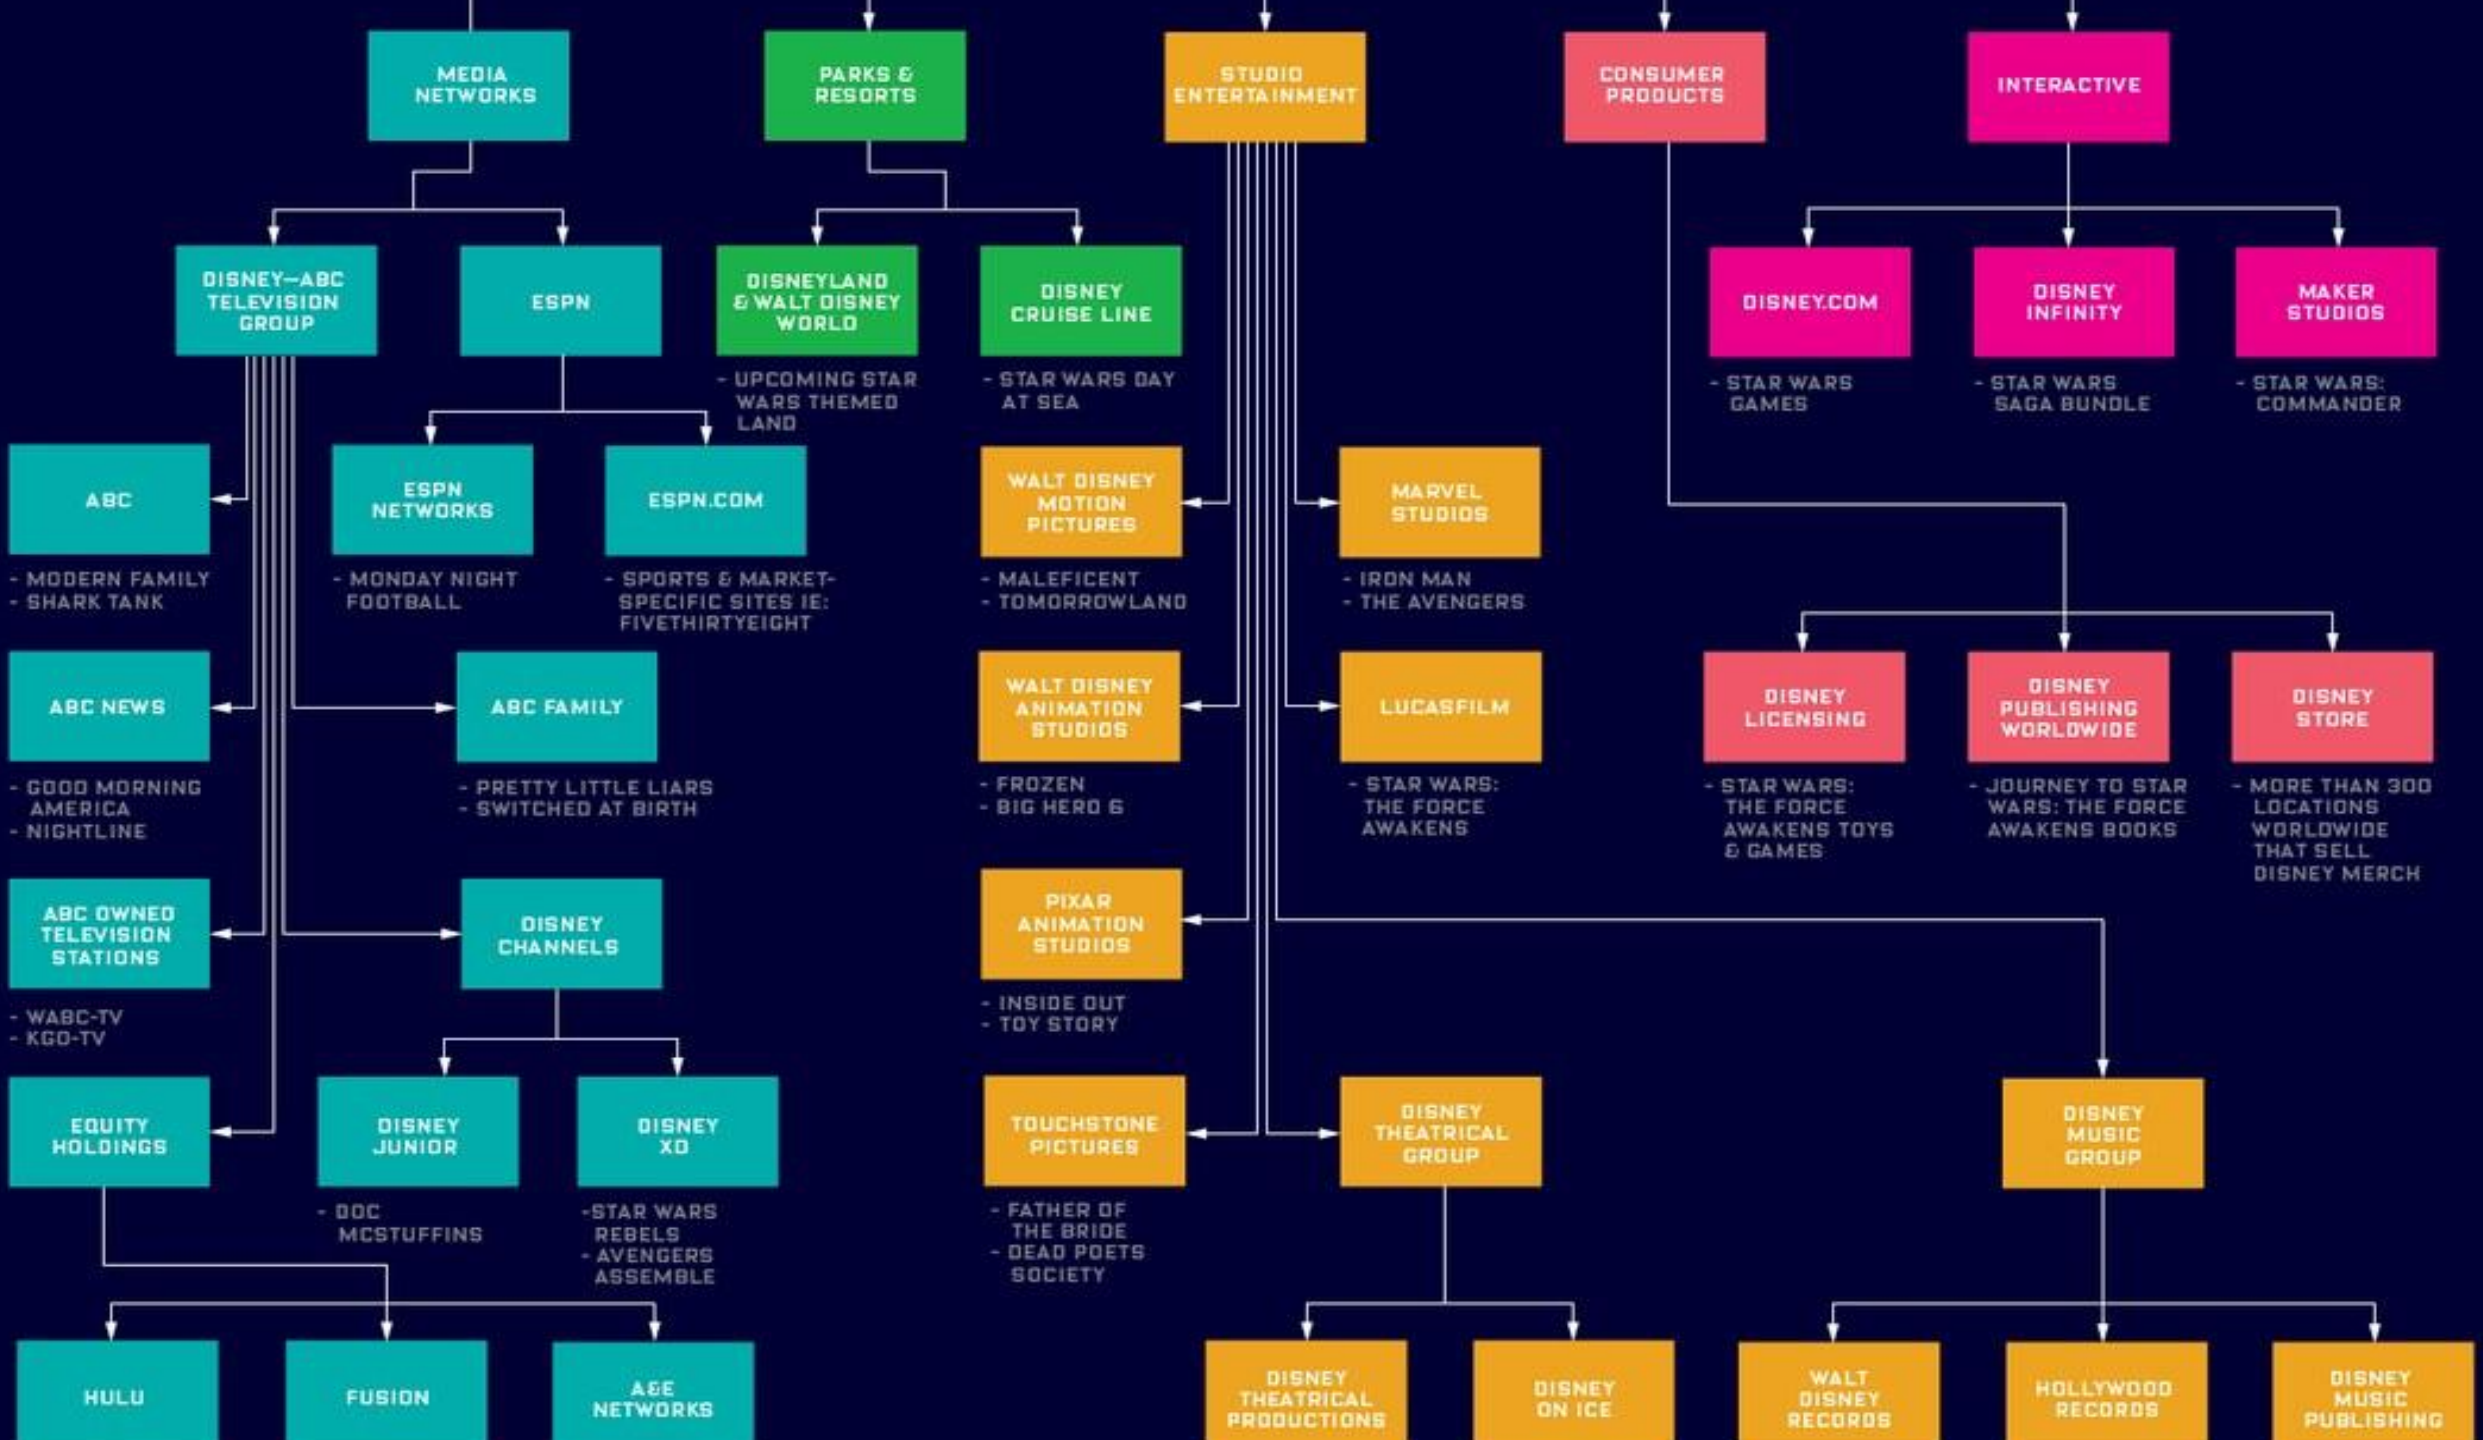 MEDIA
NETWORKS
PARKS &
RESORTS
STUDIO
ENTERTAINMENT
CONSUMER
PRODUCTS
INTERACTIVE
DISNEY–ABC
TELEVISION
GROUP
ESPN
DISNEYLAND
& WALT DISNEY
WORLD
DISNEY
CRUISE LINE
DISNEY.COM
DISNEY
INFINITY
MAKER
STUDIOS
- UPCOMING STAR
WARS THEMED
LAND
- STAR WARS DAY
AT SEA
- STAR WARS
GAMES
- STAR WARS
SAGA BUNDLE
- STAR WARS:
COMMANDER
ABC
ESPN
NETWORKS
ESPN.COM
WALT DISNEY
MOTION
PICTURES
MARVEL
STUDIOS
- MODERN FAMILY
- SHARK TANK
- MONDAY NIGHT
FOOTBALL
- SPORTS & MARKET-
SPECIFIC SITES IE:
FIVETHIRTYEIGHT
- MALEFICENT
- TOMORROWLAND
- IRON MAN
- THE AVENGERS
ABC NEWS
ABC FAMILY
WALT DISNEY
ANIMATION
STUDIOS
LUCASFILM
DISNEY
LICENSING
DISNEY
PUBLISHING
WORLDWIDE
DISNEY
STORE
- GOOD MORNING
AMERICA
- NIGHTLINE
- PRETTY LITTLE LIARS
- SWITCHED AT BIRTH
- FROZEN
- BIG HERO 6
- STAR WARS:
THE FORCE
AWAKENS
- STAR WARS:
THE FORCE
AWAKENS TOYS
& GAMES
- JOURNEY TO STAR
WARS: THE FORCE
AWAKENS BOOKS
- MORE THAN 300
LOCATIONS
WORLDWIDE
THAT SELL
DISNEY MERCH
ABC OWNED
TELEVISION
STATIONS
DISNEY
CHANNELS
PIXAR
ANIMATION
STUDIOS
- WABC-TV
- KGO-TV
- INSIDE OUT
- TOY STORY
EQUITY
HOLDINGS
DISNEY
JUNIOR
DISNEY
XD
TOUCHSTONE
PICTURES
DISNEY
THEATRICAL
GROUP
DISNEY
MUSIC
GROUP
- DOC
MCSTUFFINS
-STAR WARS
REBELS
- AVENGERS
ASSEMBLE
- FATHER OF
THE BRIDE
- DEAD POETS
SOCIETY
HULU
FUSION
A&E
NETWORKS
DISNEY
THEATRICAL
PRODUCTIONS
DISNEY
ON ICE
WALT
DISNEY
RECORDS
HOLLYWOOD
RECORDS
DISNEY
MUSIC
PUBLISHING